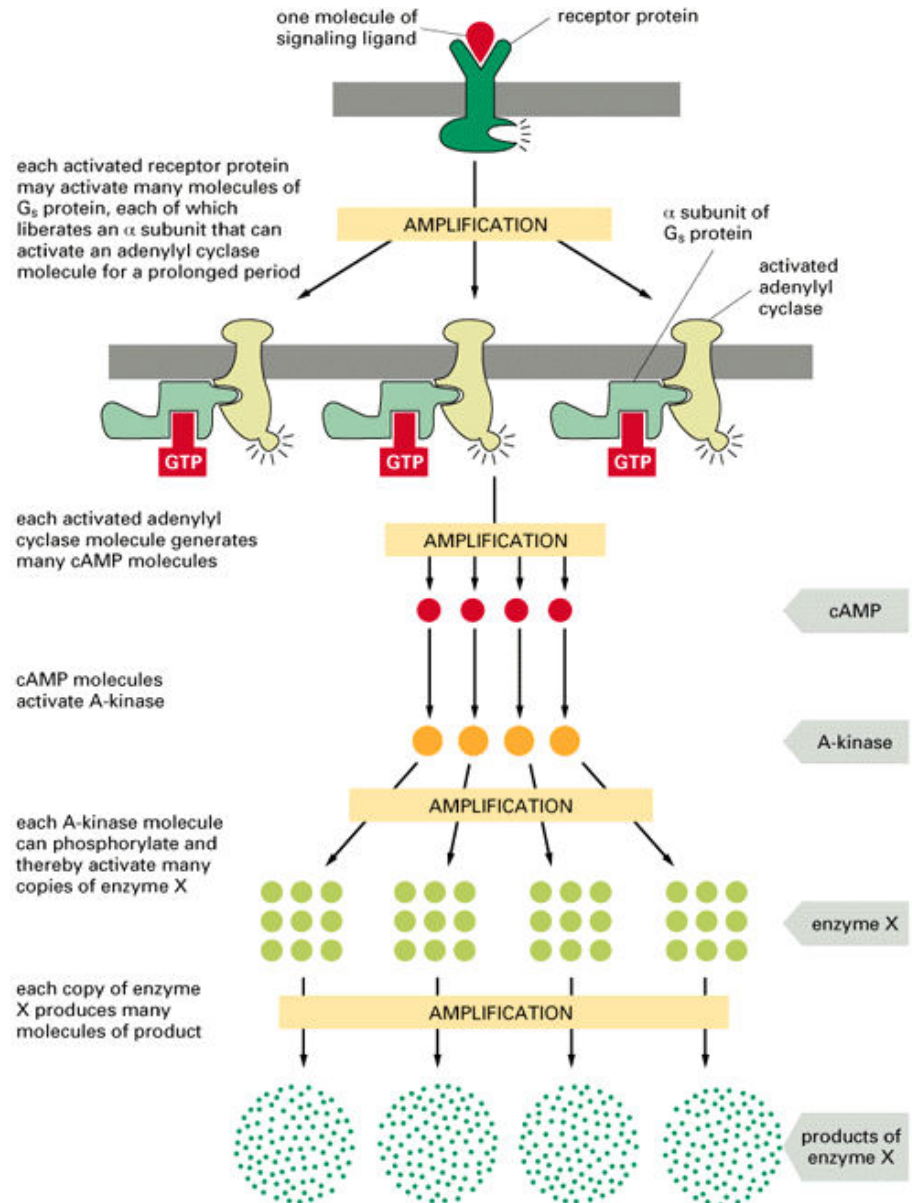 one molecule of
signaling ligand
receptor protein
each activated receptor protein
may activate many molecules of
Gs protein, each of which
liberates an α subunit that can
activate an adenylyl cyclase
molecule for a prolonged period
AMPLIFICATION
α subunit of
Gs protein
activated
adenylyl
cyclase
GTP
GTP
GTP
each activated adenylyl
cyclase molecule generates
many cAMP molecules
AMPLIFICATION
cAMP
cAMP molecules
activate A-kinase
A-kinase
AMPLIFICATION
each A-kinase molecule
can phosphorylate and
thereby activate many
copies of enzyme X
enzyme X
each copy of enzyme
X produces many
molecules of product
AMPLIFICATION
products of
enzyme X